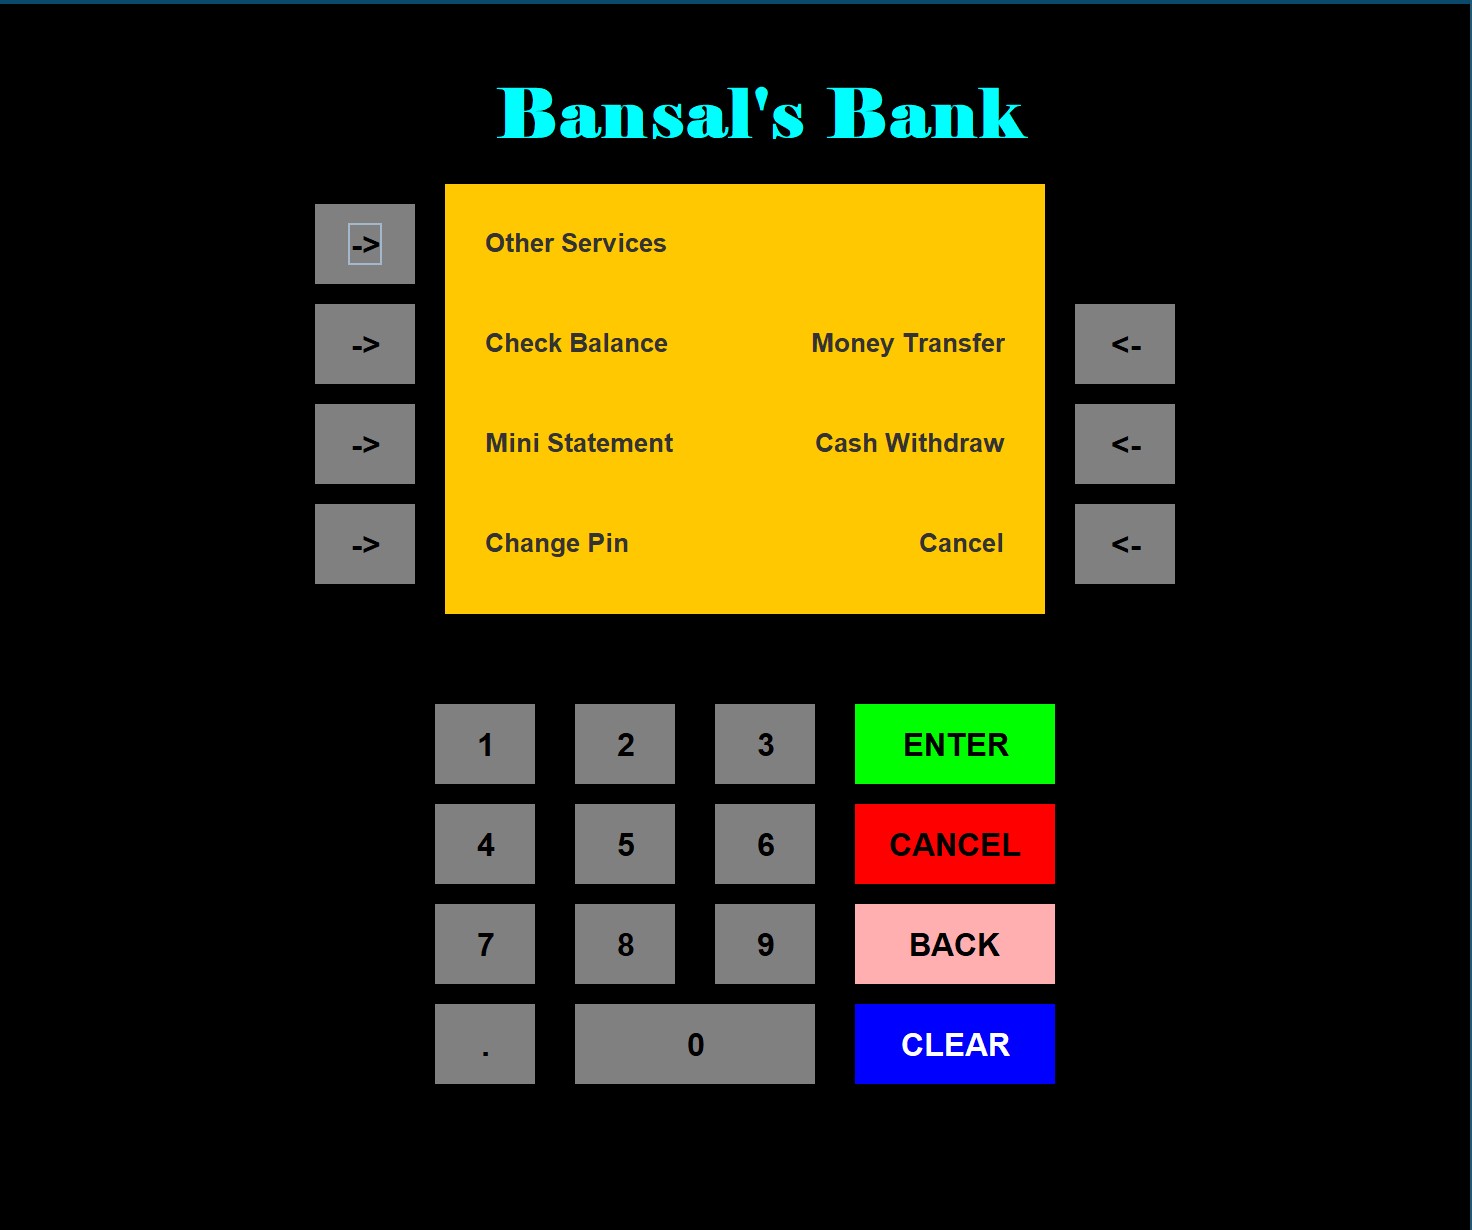 Bansal's Bank
-> Other Services
-> Check Balance Money Transfer <-
-> Mini Statement Cash Withdraw <-
-> Change Pin Cancel <-
1 2 3 ENTER
4 5 6 CANCEL
7 8 9 BACK
. 0 CLEAR